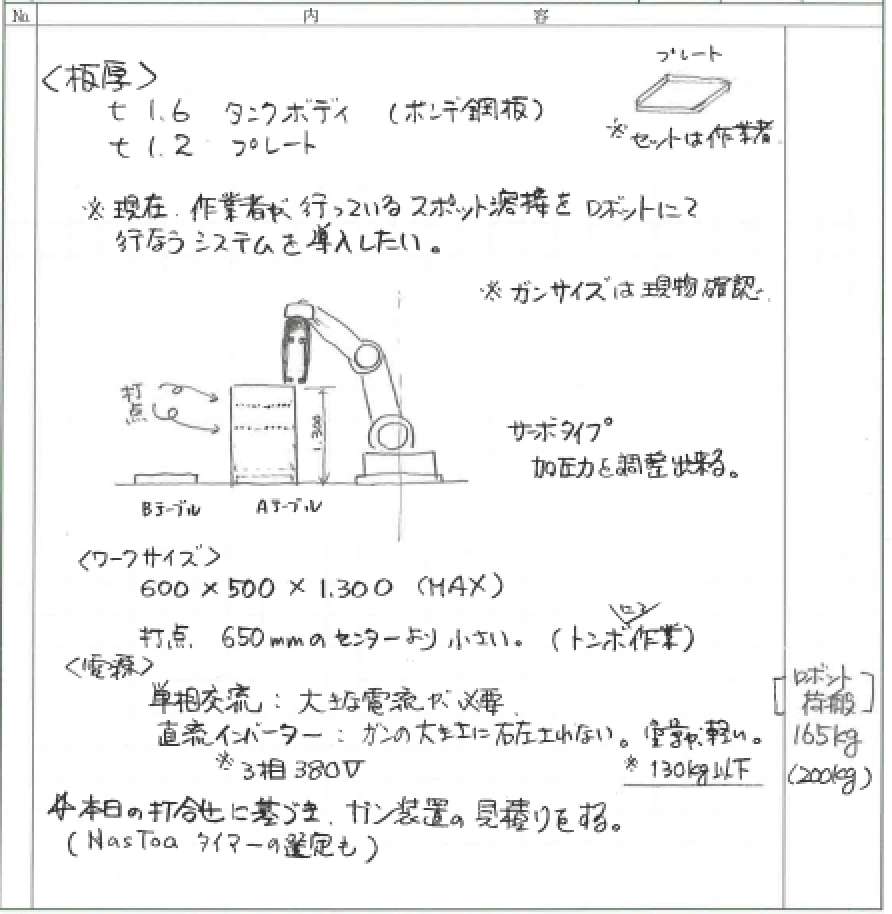 No. 内 容
〈板厚〉
プレート
t 1.6 タンクボディ (ボンデ鋼板)
t 1.2 プレート
※セットは作業者
※現在、作業者が行っているスポット溶接をロボットにて
行なうシステムを導入したい。
※ガンサイズは現物確認
打点
1.300
サーボタイプ
加圧力を調整出来る。
Bテーブル Aテーブル
〈ワークサイズ〉
600 × 500 × 1.300 (MAX)
打点 650mmのセンターより小さい。(トンボ作業)
にて
〈電源〉
単相交流：大きな電流が必要
直流インバーター：ガンの大きさに右左されない。重量が軽い。
※3相380V
※130kg以下
ロボット
荷搬
165kg
(200kg)
本日の打合せに基づき、ガン装置の見積りをする。
(NasToa タイマーの選定も)